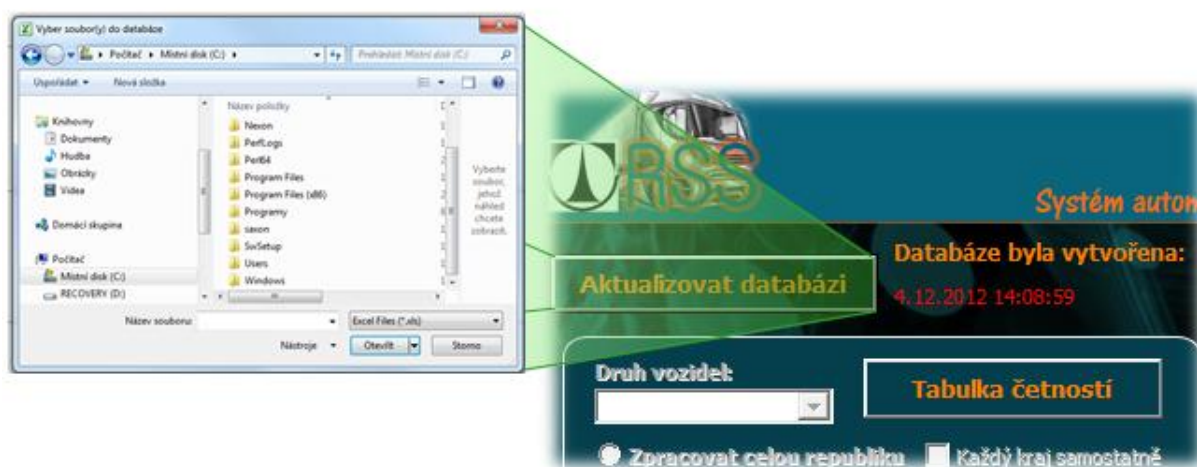 Vyber soubor(y) do databáze
Počítač Místní disk (C:)
Prohledat: Místní disk (C:)
Uspořádat Nová složka
Název položky
Knihovny
Dokumenty
Hudba
Obrázky
Videa
Domácí skupina
Počítač
Místní disk (C:)
RECOVERY (D:)
Nexon
PerfLogs
Perl64
Program Files
Program Files (x86)
Programy
saxon
SwSetup
Users
Windows
Vyberte
soubor,
jehož
náhled
chcete
zobrazit.
Název souboru:
Excel Files (*.xls)
Nástroje Otevřít Storno
RSS
Systém autom
Aktualizovat databázi
Databáze byla vytvořena:
4.12.2012 14:08:59
Druh vozidel:
Tabulka četností
Zpracovat celou republiku
Každý kraj samostatně